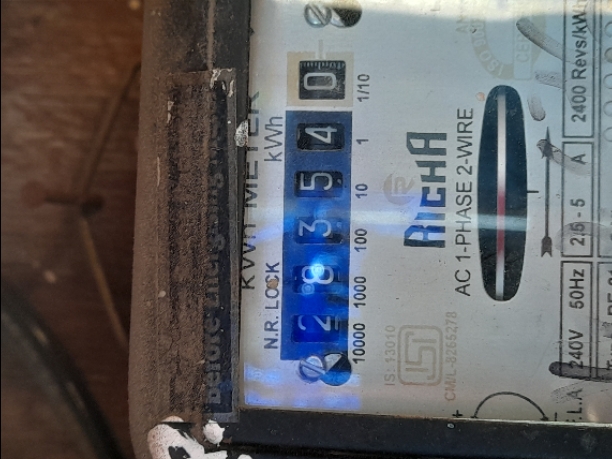 KWh METER
N.R. LOCK kWh
2 8 3 5 4 0
10000 1000 100 10 1 1/10
RICHA
AC 1-PHASE 2-WIRE
IS: 13010
CM/L-8265278
240V 50Hz 2.5 - 5 A 2400 Revs/kWh